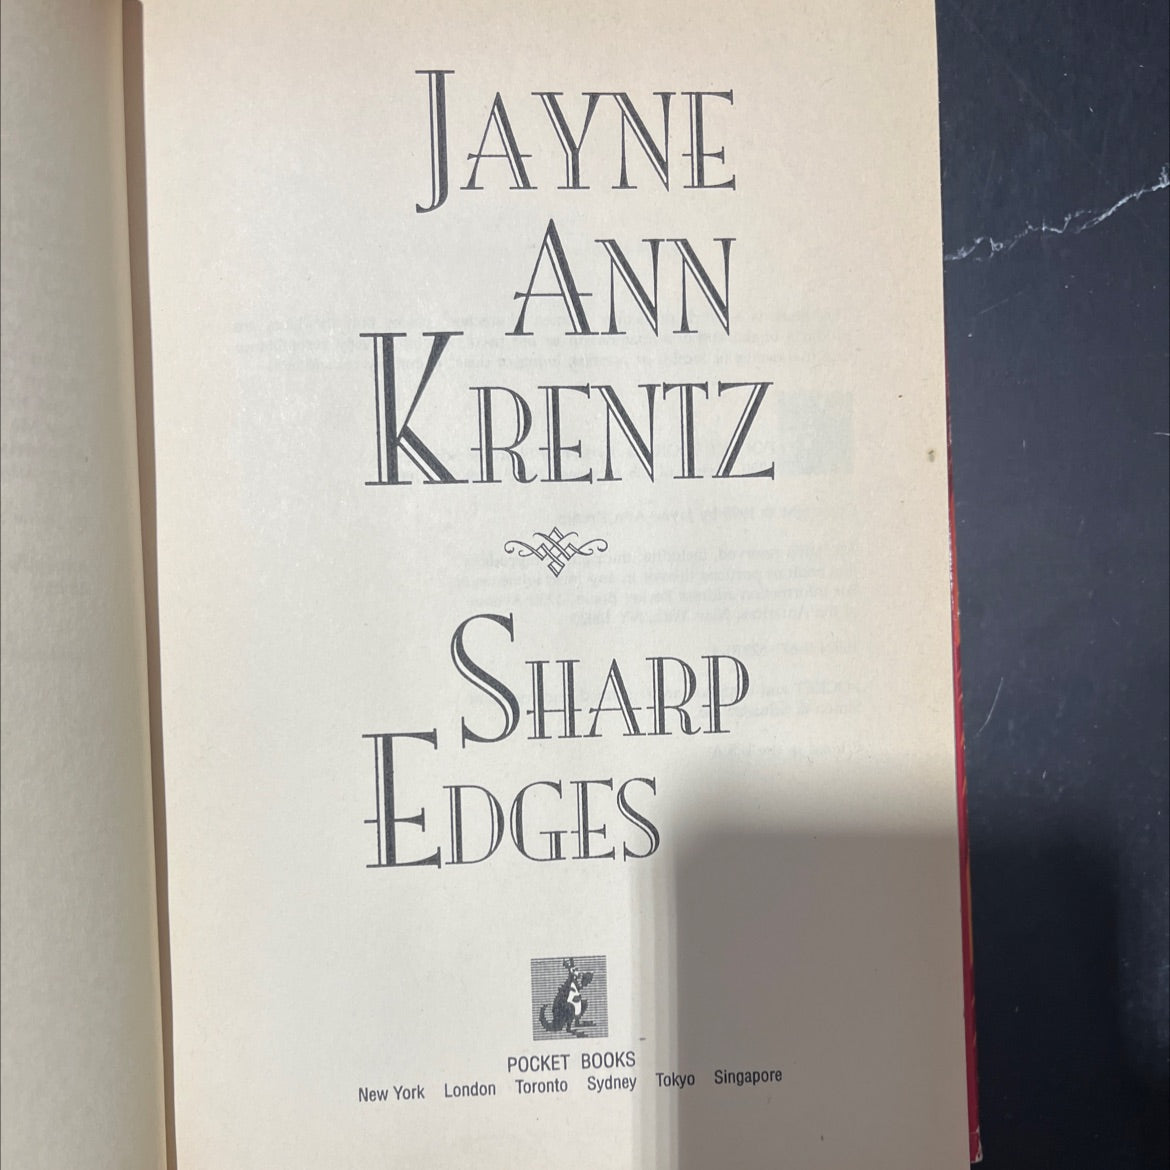 JAYNE
ANN
KRENTZ
SHARP
EDGES
POCKET BOOKS
New York London Toronto Sydney Tokyo Singapore